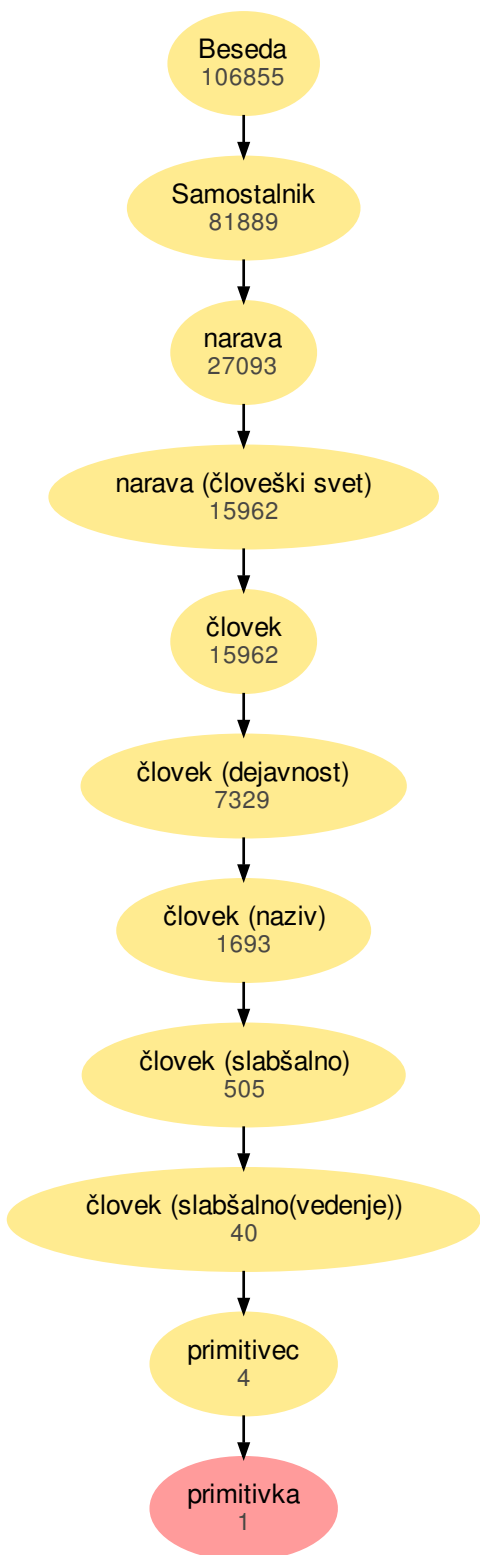 Beseda
106855
Samostalnik
81889
narava
27093
narava (človeški svet)
15962
človek
15962
človek (dejavnost)
7329
človek (naziv)
1693
človek (slabšalno)
505
človek (slabšalno(vedenje))
40
primitivec
4
primitivka
1